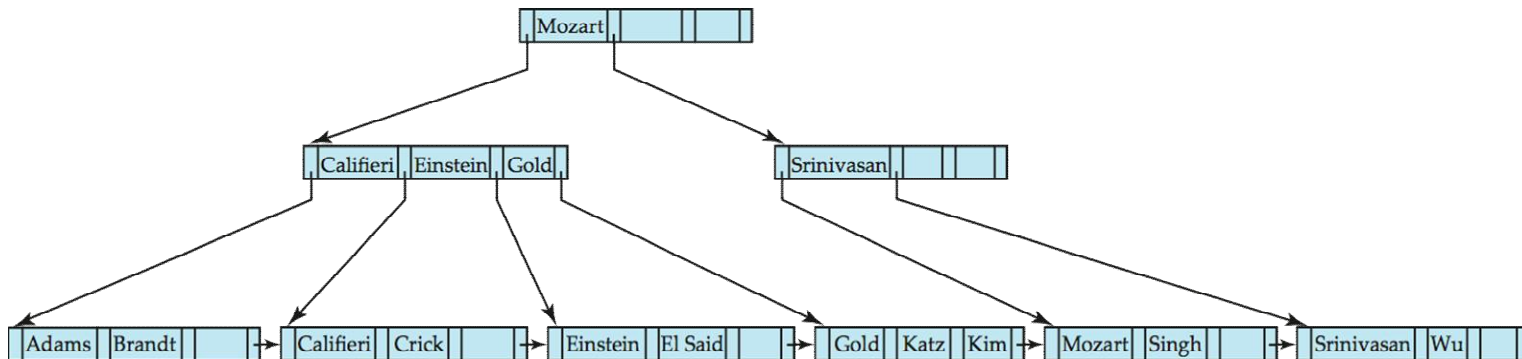 Mozart
Califieri Einstein Gold Srinivasan
Adams Brandt Califieri Crick Einstein El Said Gold Katz Kim Mozart Singh Srinivasan Wu